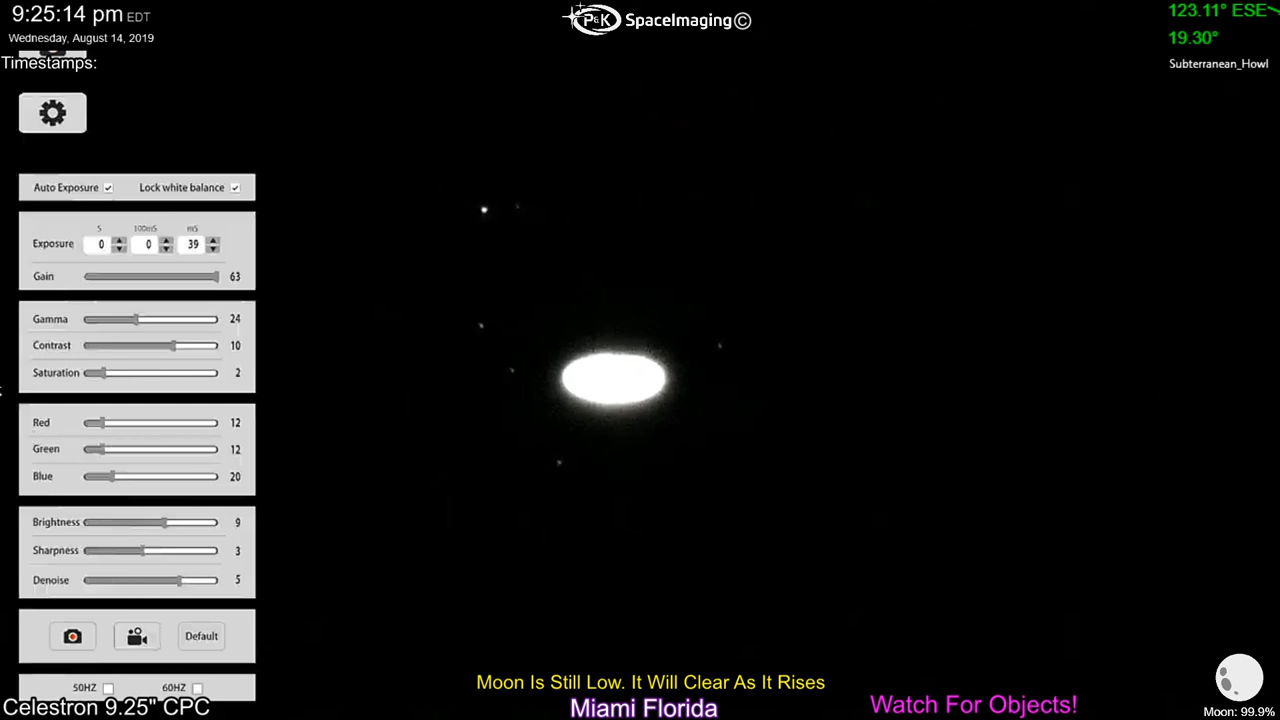 9:25:14 pm EDT
Wednesday, August 14, 2019
Timestamps:
P&K SpaceImaging©
123.11° ESE
19.30°
Subterranean_Howl
Auto Exposure
Lock white balance
S 100mS mS
Exposure 0 0 39
Gain 63
Gamma 24
Contrast 10
Saturation 2
Red 12
Green 12
Blue 20
Brightness 9
Sharpness 3
Denoise 5
Default
50HZ 60HZ
Celestron 9.25" CPC
Moon Is Still Low. It Will Clear As It Rises
Miami Florida
Watch For Objects!
Moon: 99.9%